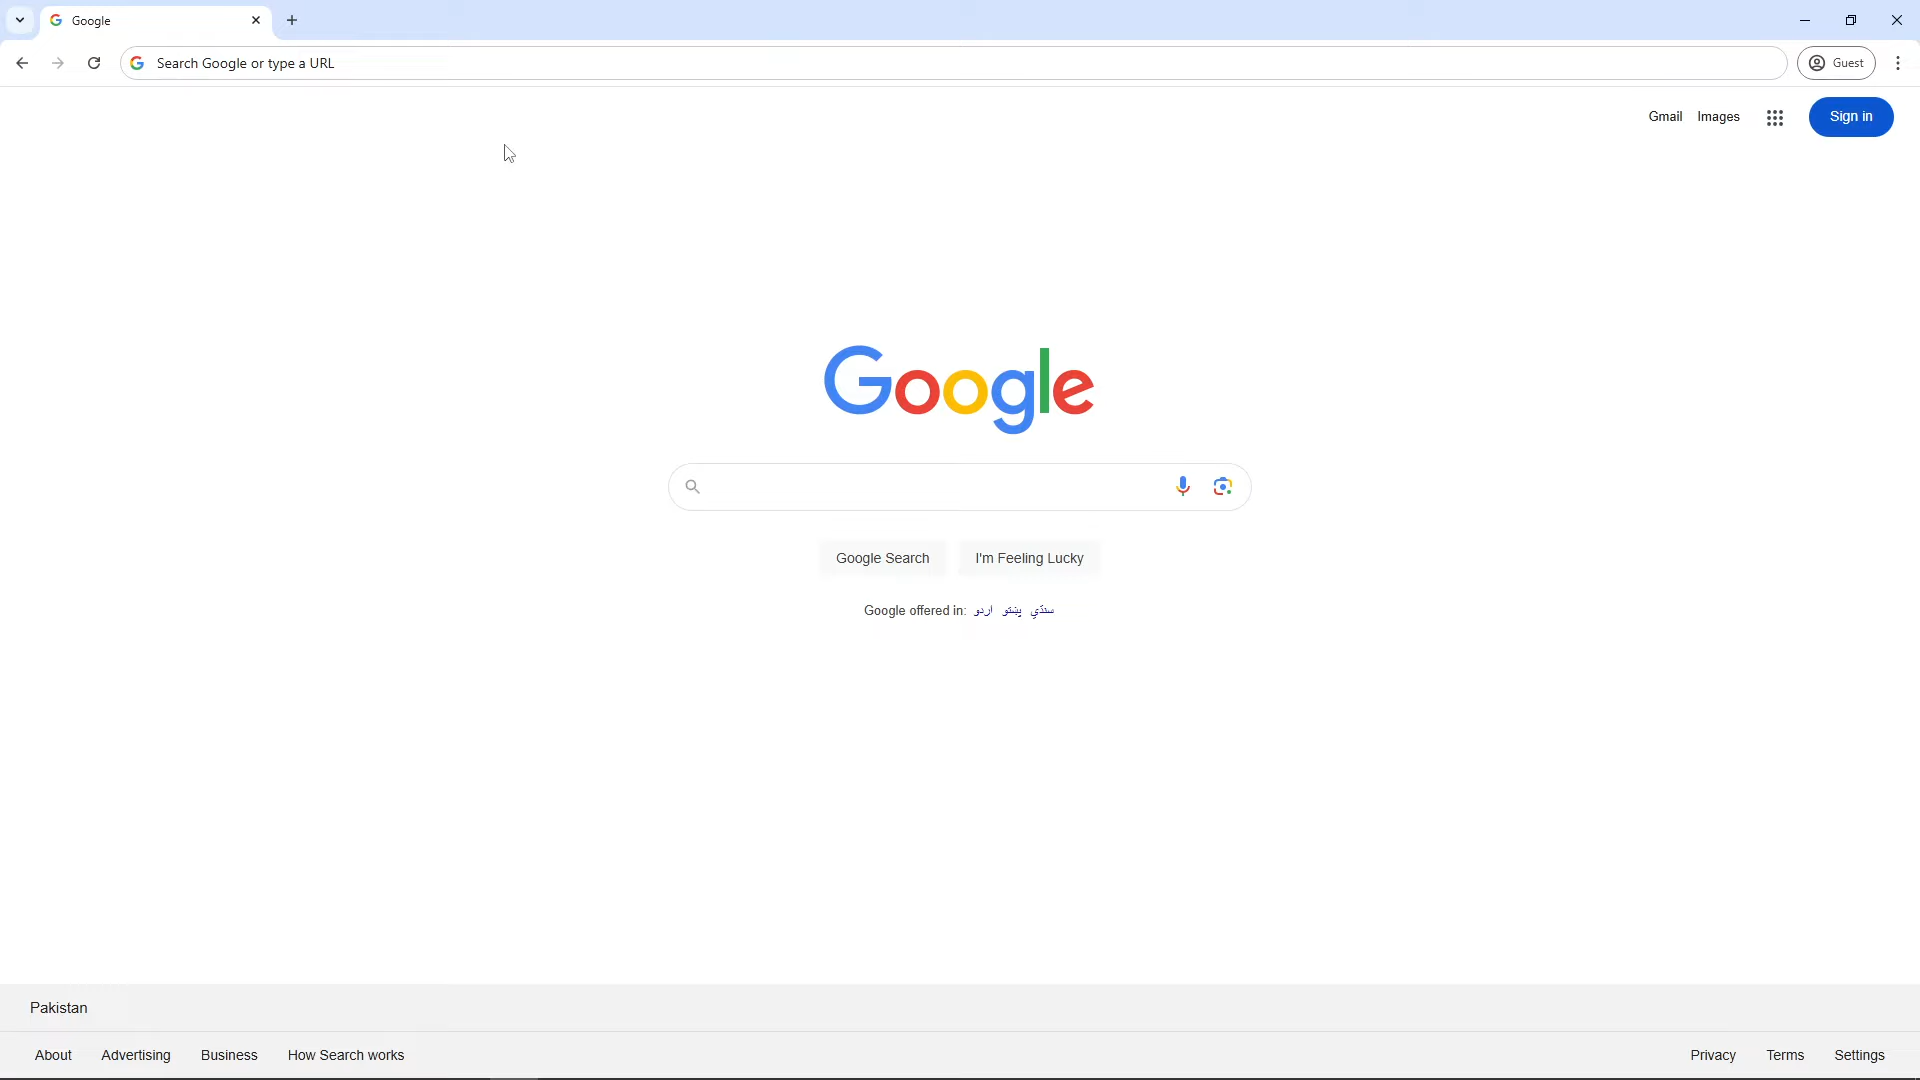 Google
Search Google or type a URL
Guest
Gmail Images Sign in
Google
Google Search I'm Feeling Lucky
Google offered in: اردو پښتو سنڌي
Pakistan
About Advertising Business How Search works Privacy Terms Settings